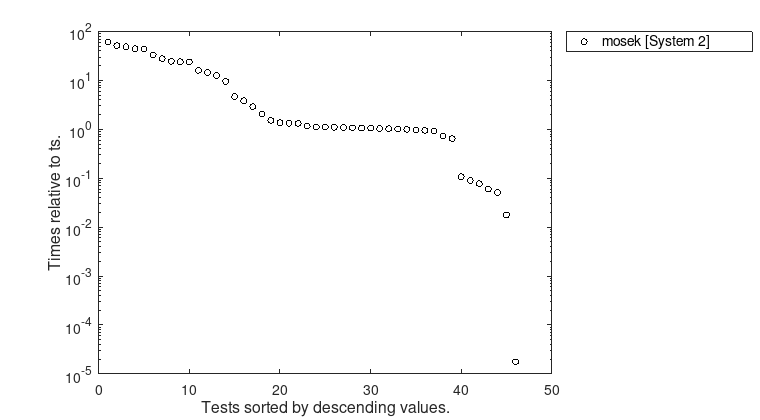 10^2
10^1
10^0
10^-1
10^-2
10^-3
10^-4
10^-5
Times relative to ts.
0 10 20 30 40 50
Tests sorted by descending values.
mosek [System 2]